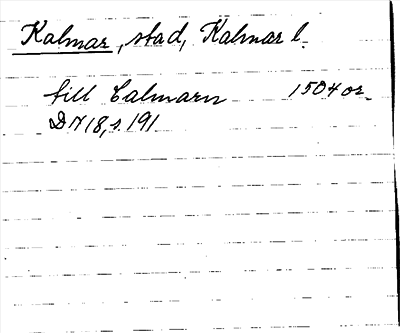 Kalmar, stad, Kalmar l.
till Calmarn 1504 or.
DN 18, s. 191